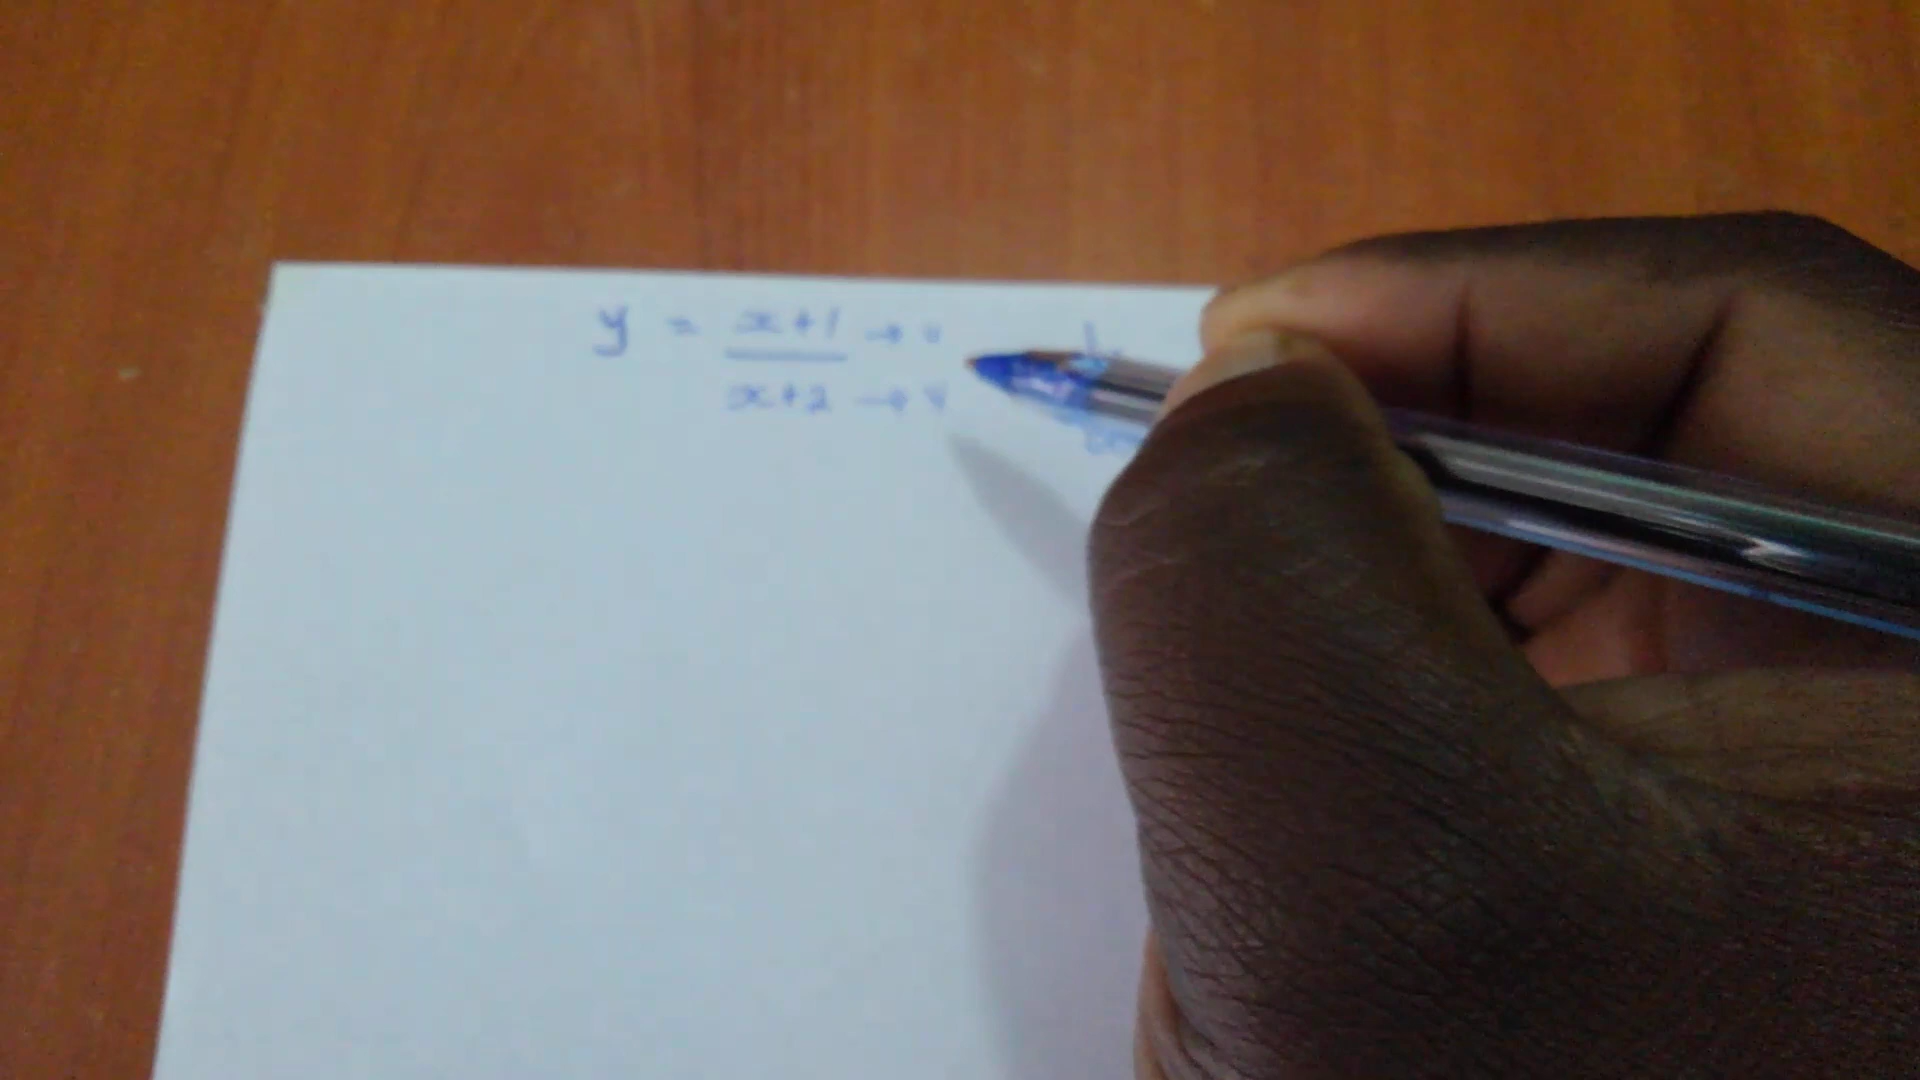 y = x+1 → u
x+2 → v